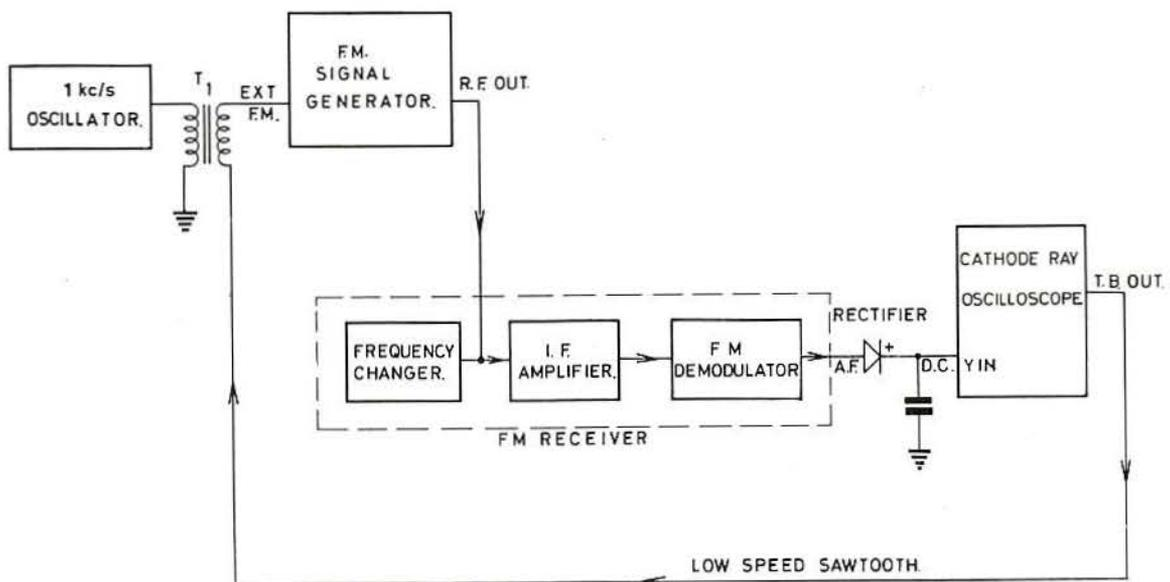 1 kc/s
OSCILLATOR.
T1
EXT
F.M.
F.M.
SIGNAL
GENERATOR.
R.F. OUT.
FREQUENCY
CHANGER.
I.F.
AMPLIFIER.
F M
DEMODULATOR
FM RECEIVER
RECTIFIER
A.F.
+
D.C.
CATHODE RAY
OSCILLOSCOPE
Y IN
T.B. OUT.
LOW SPEED SAWTOOTH.